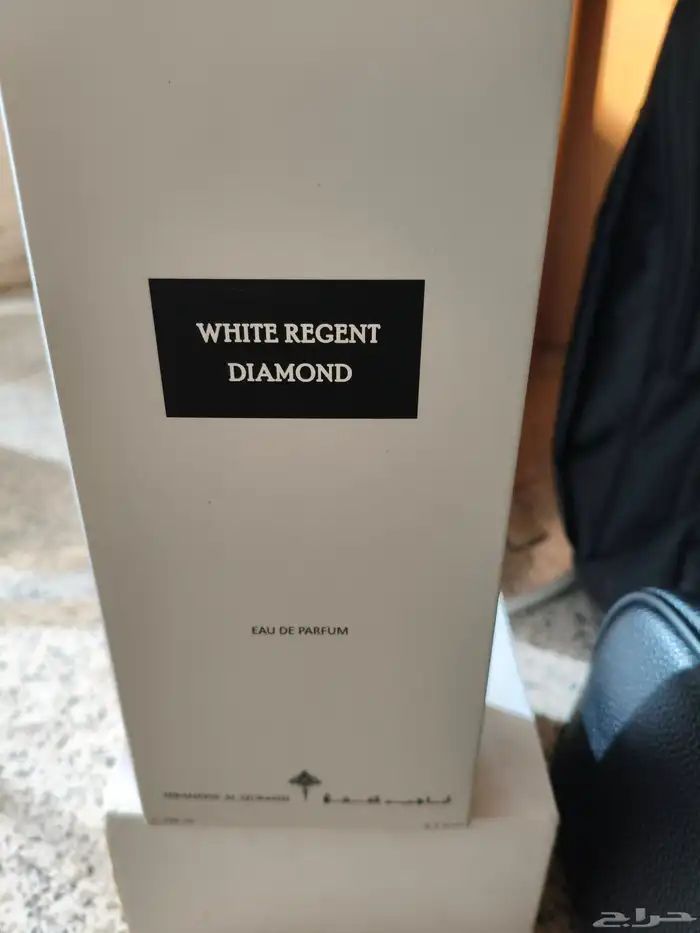 WHITE REGENT
DIAMOND
EAU DE PARFUM
حراج